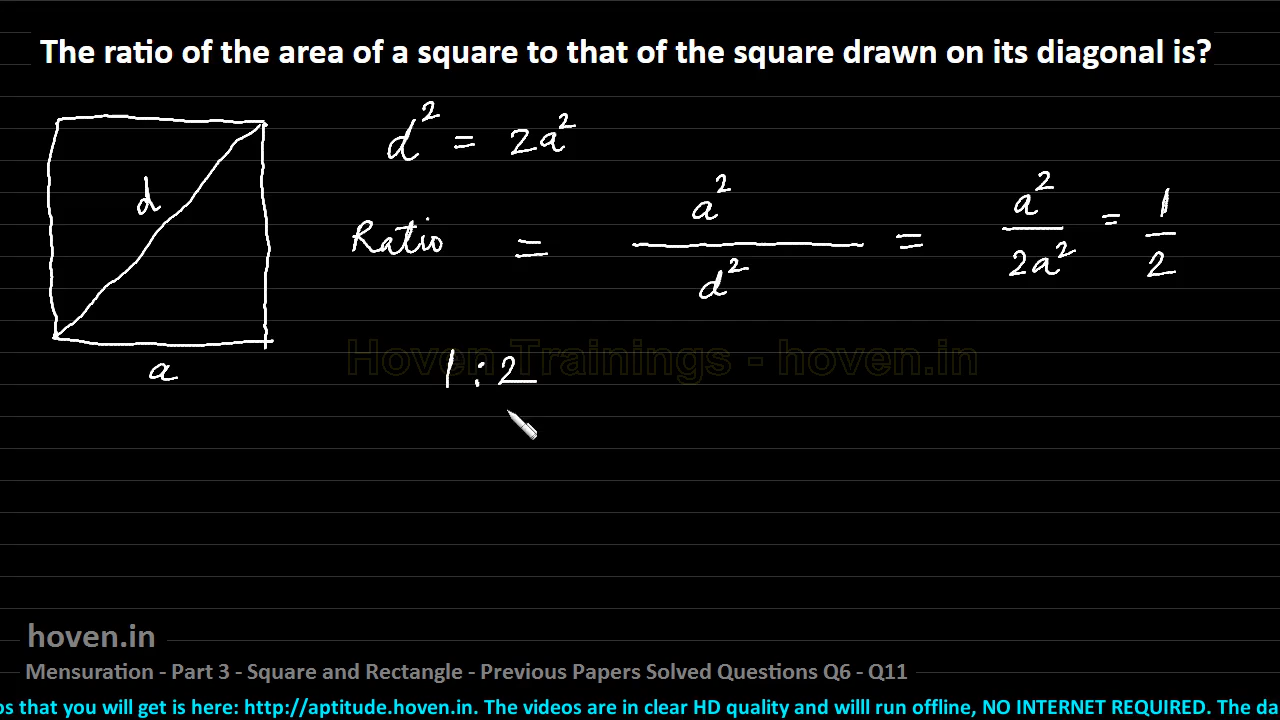 The ratio of the area of a square to that of the square drawn on its diagonal is?
d
a
d² = 2a²
Ratio = a² / d² = a² / 2a² = 1 / 2
Hoven Trainings - hoven.in
1 : 2
hoven.in
Mensuration - Part 3 - Square and Rectangle - Previous Papers Solved Questions Q6 - Q11
os that you will get is here: http://aptitude.hoven.in. The videos are in clear HD quality and willl run offline, NO INTERNET REQUIRED. The da